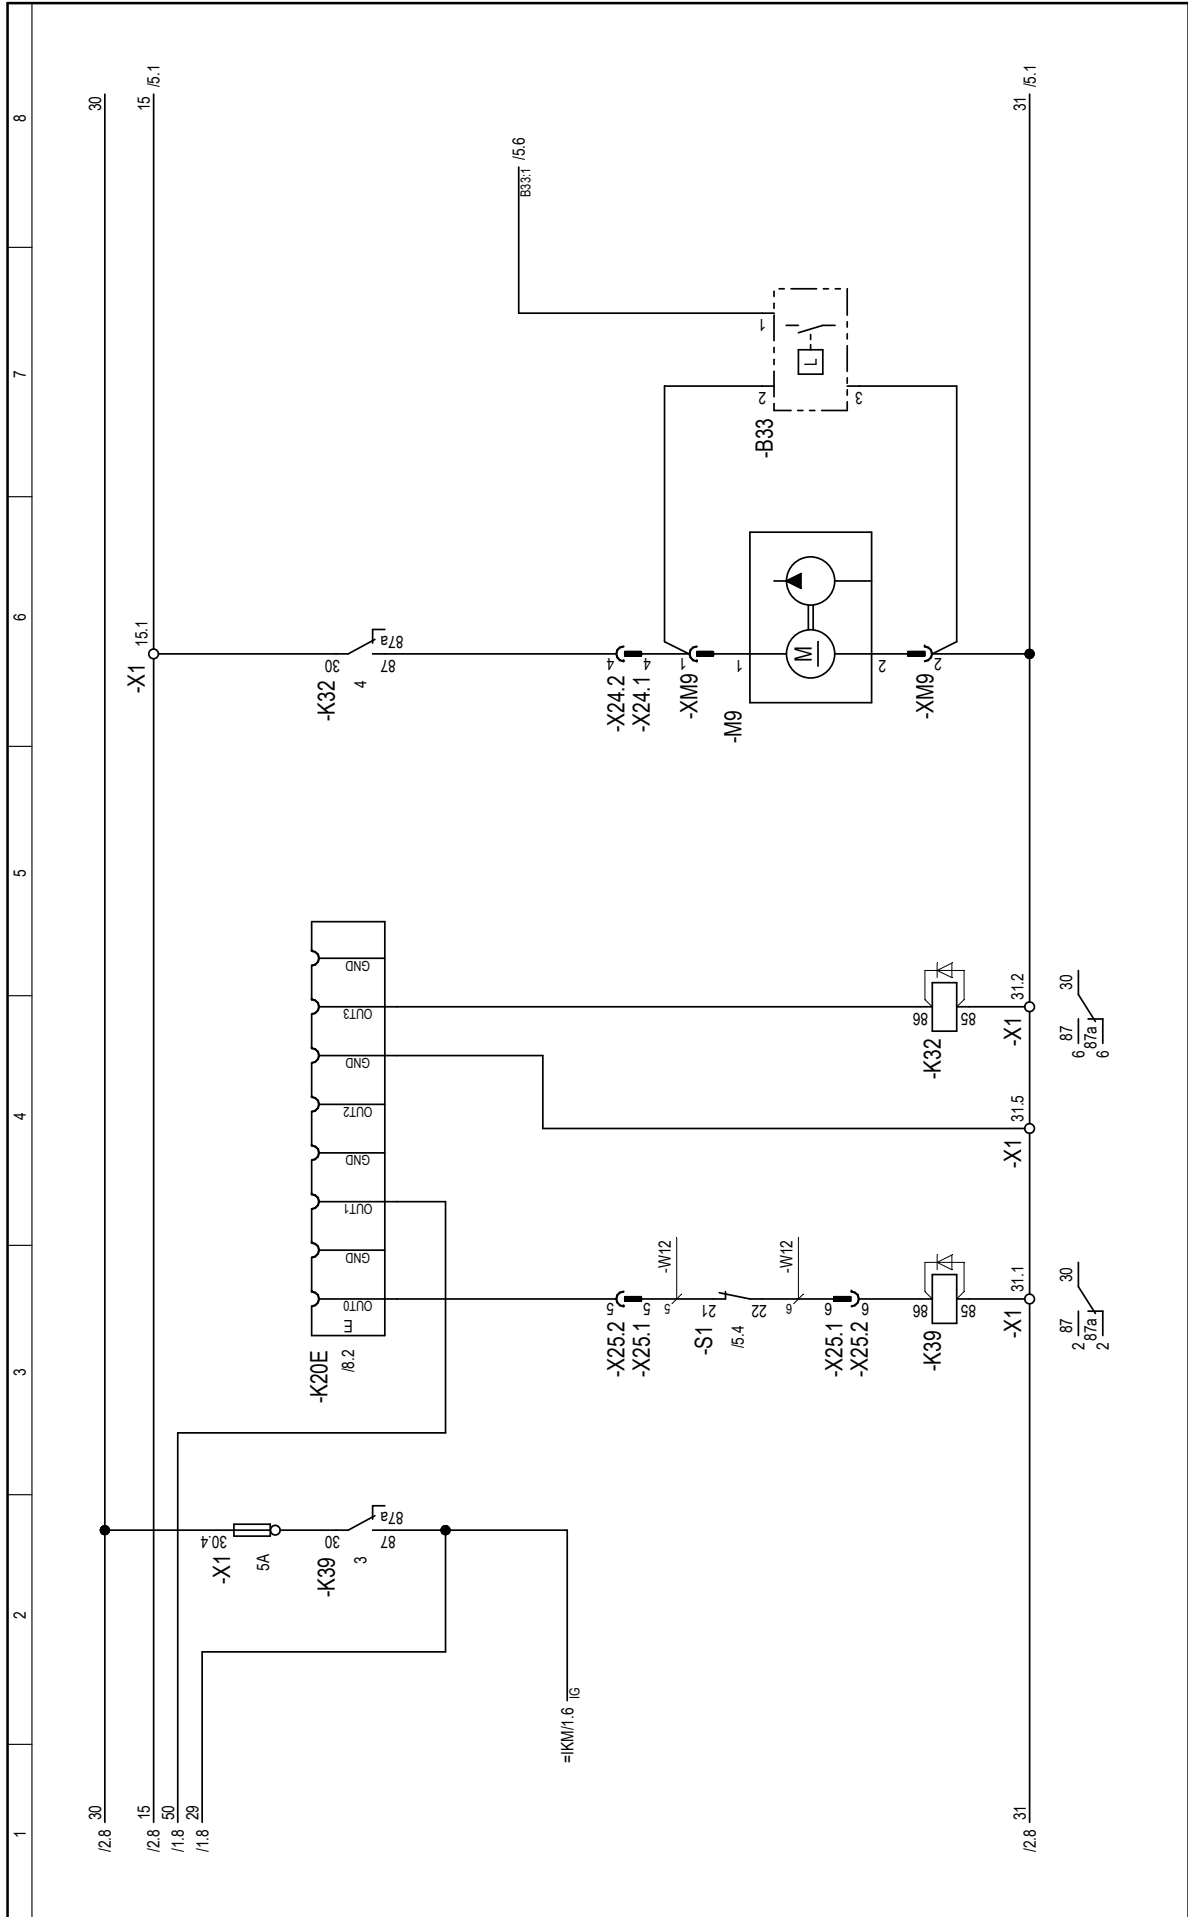 1
2
3
4
5
6
7
8
/2.8 30
30
/2.8 15
15 /5.1
/1.8 50
/1.8 29
-X1
30.4
5A
-K39
30
3
87
87a
=IKM/1.6 IG
-K20E
/8.2
E
OUT0
GND
OUT1
GND
OUT2
GND
OUT3
GND
-X25.2
5
-X25.1
5
5
-W12
-S1
21
/5.4
22
6
-W12
-X25.1
6
-X25.2
6
-K39
86
85
-X1
31.1
-X1
31.5
-K32
86
85
-X1
31.2
-X1
15.1
-K32
30
4
87
87a
-X24.2
4
-X24.1
4
-XM9
1
-M9
1
M
2
-XM9
2
-B33
2
1
3
L
B33:1 /5.6
/2.8 31
31 /5.1
2 87
87a
2
30
6 87
87a
6
30